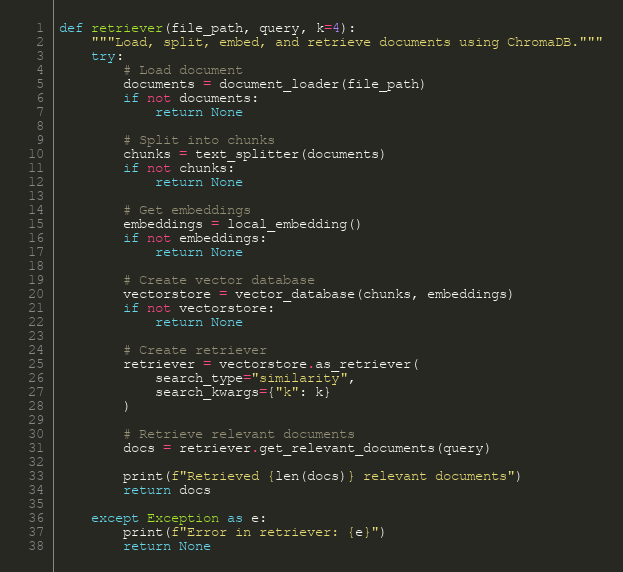 1 def retriever(file_path, query, k=4):
2     """Load, split, embed, and retrieve documents using ChromaDB."""
3     try:
4         # Load document
5         documents = document_loader(file_path)
6         if not documents:
7             return None
8
9         # Split into chunks
10         chunks = text_splitter(documents)
11         if not chunks:
12             return None
13
14         # Get embeddings
15         embeddings = local_embedding()
16         if not embeddings:
17             return None
18
19         # Create vector database
20         vectorstore = vector_database(chunks, embeddings)
21         if not vectorstore:
22             return None
23
24         # Create retriever
25         retriever = vectorstore.as_retriever(
26             search_type="similarity",
27             search_kwargs={"k": k}
28         )
29
30         # Retrieve relevant documents
31         docs = retriever.get_relevant_documents(query)
32
33         print(f"Retrieved {len(docs)} relevant documents")
34         return docs
35
36     except Exception as e:
37         print(f"Error in retriever: {e}")
38         return None